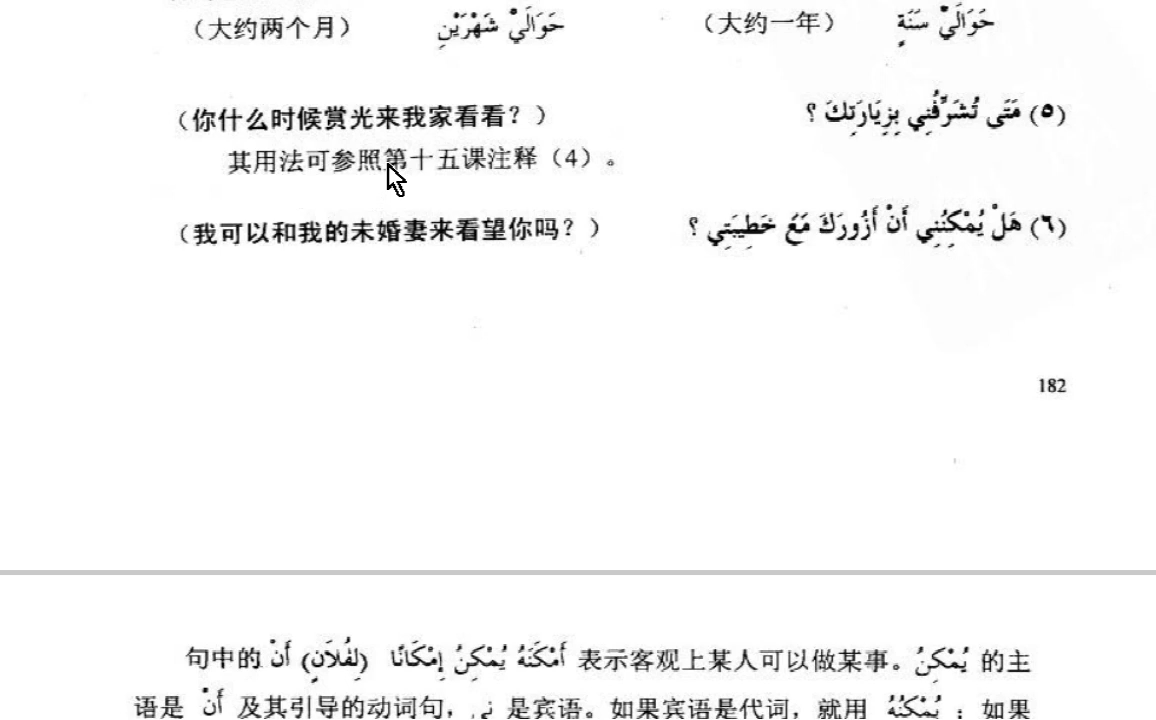 حَوَالَيْ سَنَةٍ （大约一年） حَوَالَيْ شَهْرَيْنِ （大约两个月）
(٥) مَتَى تُشَرِّفُنِي بِزِيَارَتِكَ ؟ （你什么时候赏光来我家看看？）
其用法可参照第十五课注释（4）。
(٦) هَلْ يُمْكِنُنِي أَنْ أَزُورَكَ مَعَ خَطِيبَتِي ؟ （我可以和我的未婚妻来看望你吗？）
182
句中的 أَمْكَنَهُ يُمْكِنُ إِمْكَانًا (لِفُلاَنٍ) أَنْ 表示客观上某人可以做某事。يُمْكِنُ 的主
语是 أَنْ 及其引导的动词句，ني 是宾语。如果宾语是代词，就用 يُمْكِنُهُ ；如果